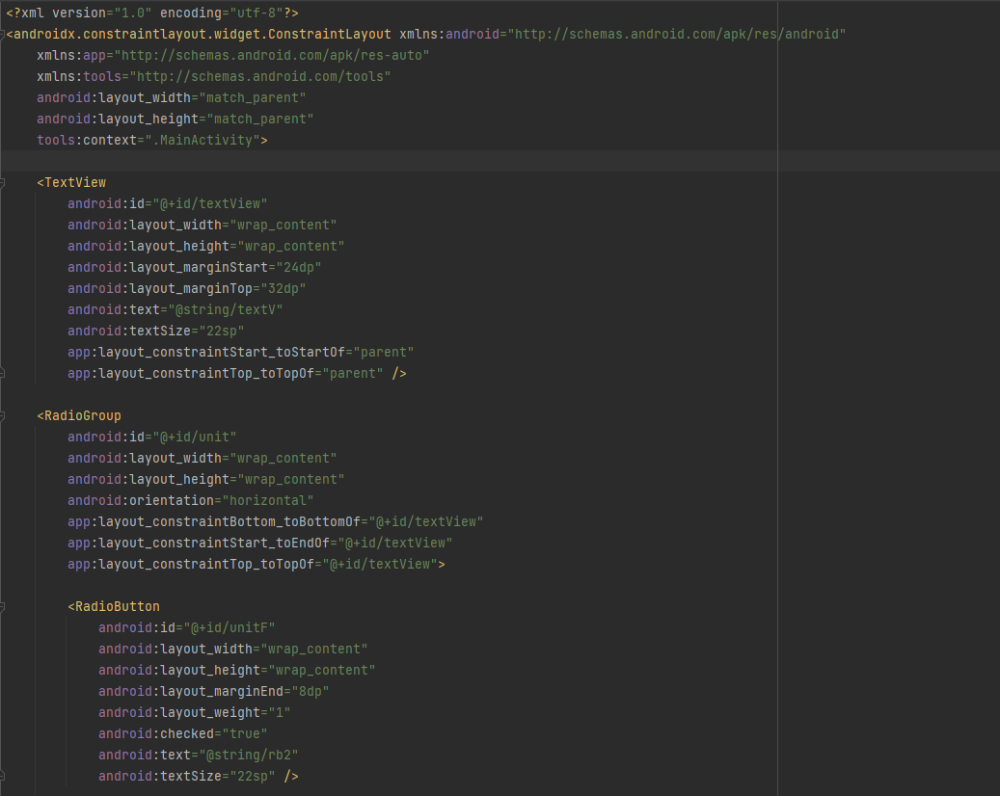 <?xml version="1.0" encoding="utf-8"?>
<androidx.constraintlayout.widget.ConstraintLayout xmlns:android="http://schemas.android.com/apk/res/android"
    xmlns:app="http://schemas.android.com/apk/res-auto"
    xmlns:tools="http://schemas.android.com/tools"
    android:layout_width="match_parent"
    android:layout_height="match_parent"
    tools:context=".MainActivity">

    <TextView
        android:id="@+id/textView"
        android:layout_width="wrap_content"
        android:layout_height="wrap_content"
        android:layout_marginStart="24dp"
        android:layout_marginTop="32dp"
        android:text="@string/textV"
        android:textSize="22sp"
        app:layout_constraintStart_toStartOf="parent"
        app:layout_constraintTop_toTopOf="parent" />

    <RadioGroup
        android:id="@+id/unit"
        android:layout_width="wrap_content"
        android:layout_height="wrap_content"
        android:orientation="horizontal"
        app:layout_constraintBottom_toBottomOf="@+id/textView"
        app:layout_constraintStart_toEndOf="@+id/textView"
        app:layout_constraintTop_toTopOf="@+id/textView">

        <RadioButton
            android:id="@+id/unitF"
            android:layout_width="wrap_content"
            android:layout_height="wrap_content"
            android:layout_marginEnd="8dp"
            android:layout_weight="1"
            android:checked="true"
            android:text="@string/rb2"
            android:textSize="22sp" />